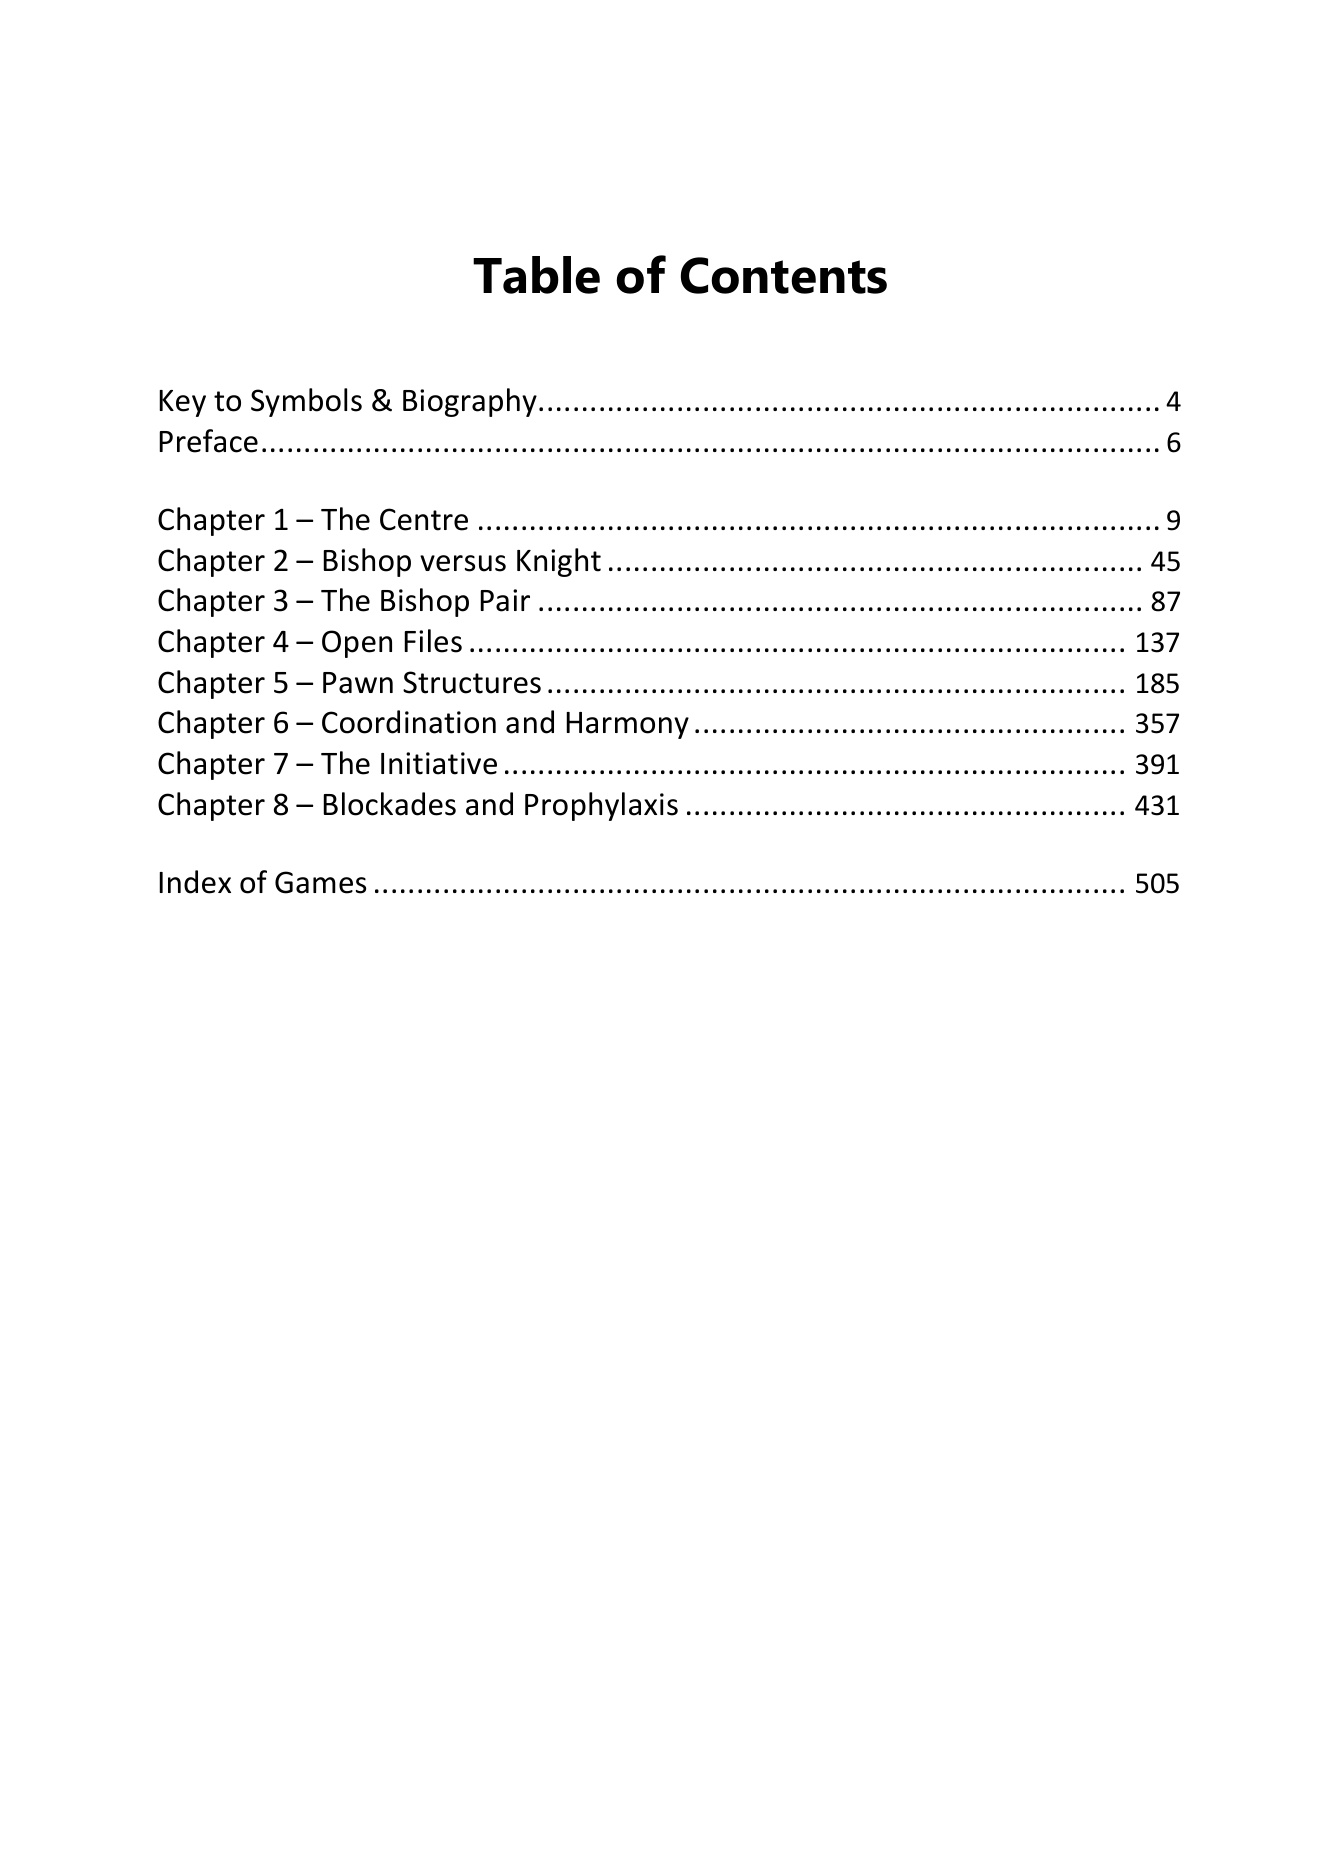 Table of Contents
Key to Symbols & Biography........................................................................ 4
Preface........................................................................................................ 6
Chapter 1 – The Centre ............................................................................... 9
Chapter 2 – Bishop versus Knight .............................................................. 45
Chapter 3 – The Bishop Pair ...................................................................... 87
Chapter 4 – Open Files ............................................................................ 137
Chapter 5 – Pawn Structures ................................................................... 185
Chapter 6 – Coordination and Harmony .................................................. 357
Chapter 7 – The Initiative ........................................................................ 391
Chapter 8 – Blockades and Prophylaxis ................................................... 431
Index of Games ....................................................................................... 505